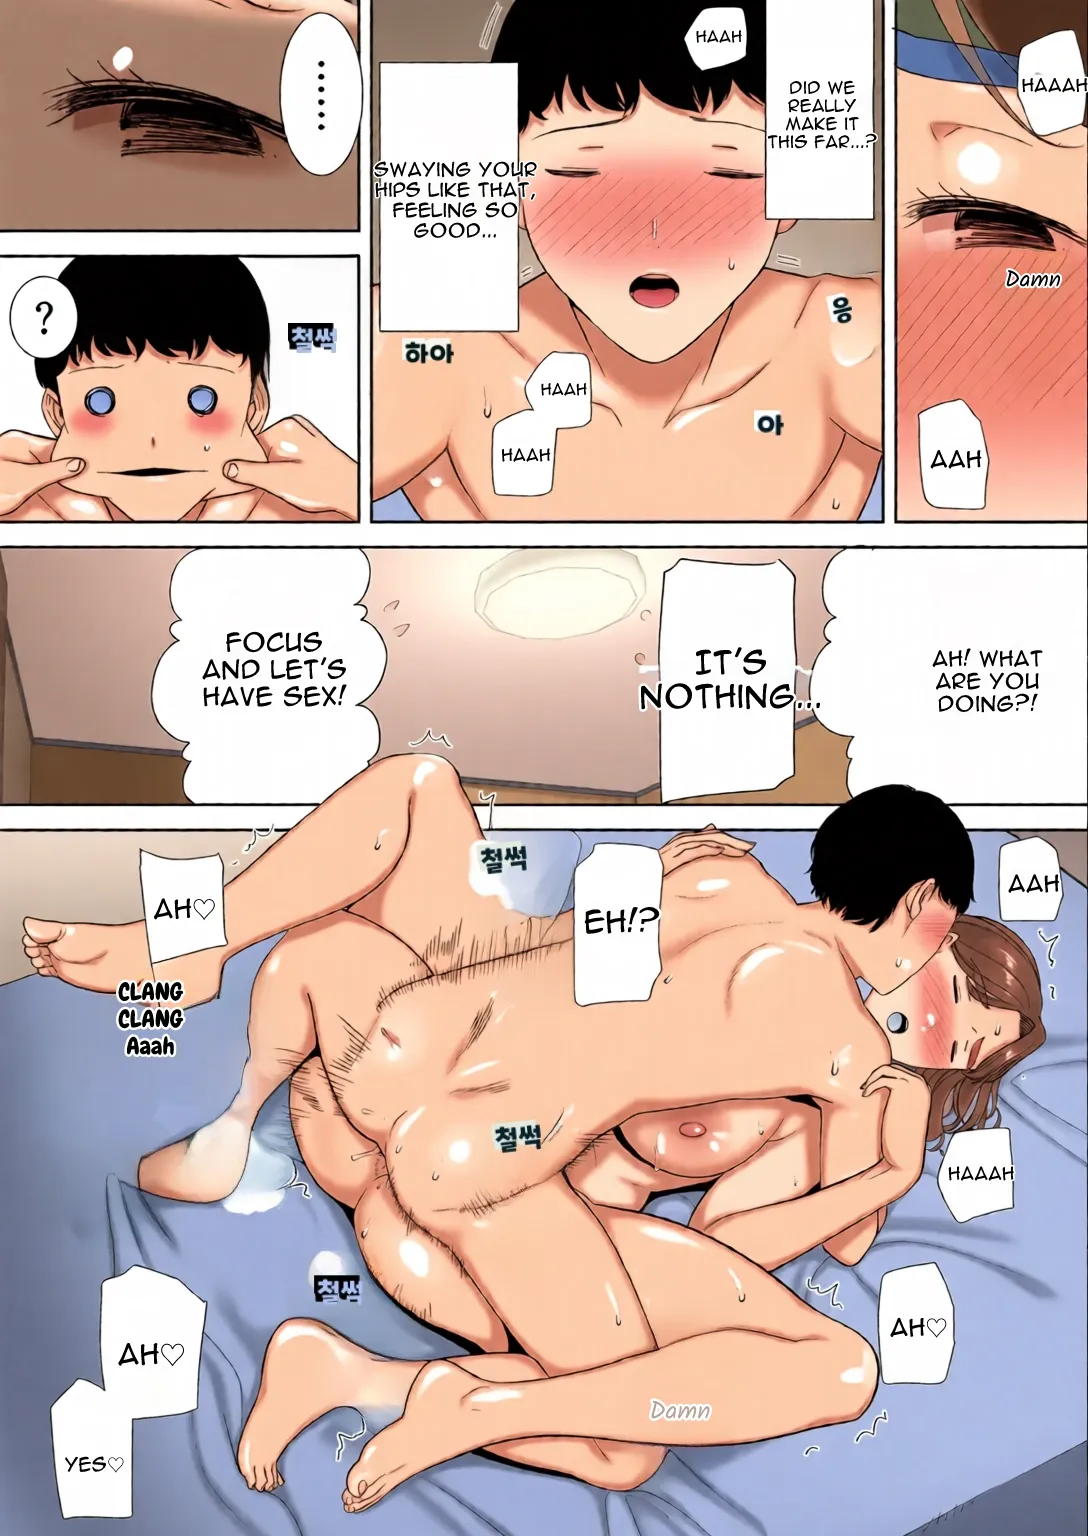 HAAAH
Damn
AAH
HAAH
DID WE
REALLY
MAKE IT
THIS FAR...?
SWAYING YOUR
HIPS LIKE THAT,
FEELING SO
GOOD...
응
하아
HAAH
아
HAAH
......
?
철썩
AH! WHAT
ARE YOU
DOING?!
IT'S
NOTHING...
FOCUS
AND LET'S
HAVE SEX!
AAH
EH!?
철썩
AH♡
CLANG
CLANG
Aaah
철썩
HAAAH
철썩
AH♡
AH♡
Damn
YES♡